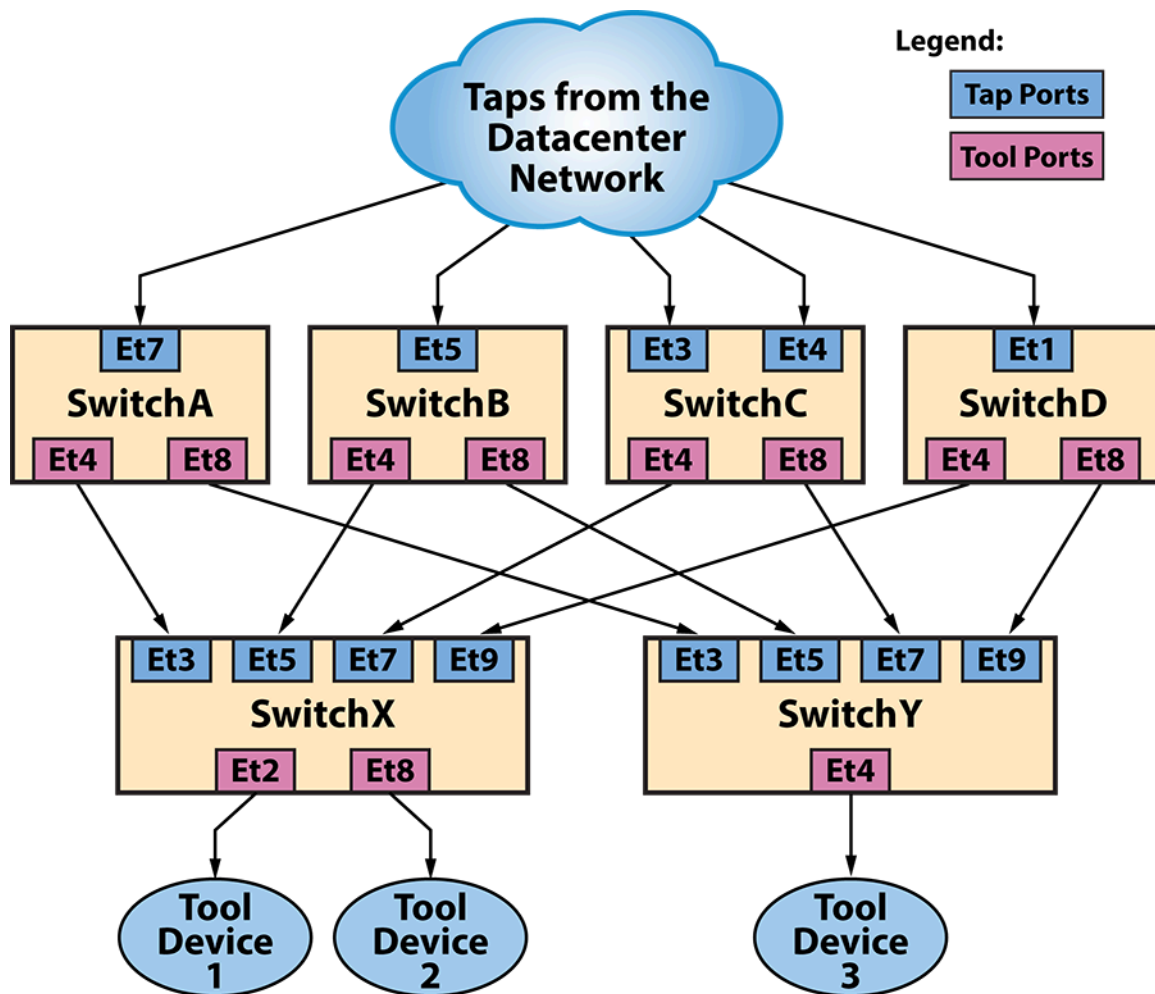 Legend:
Tap Ports
Tool Ports
Taps from the
Datacenter
Network
Et7
Et5
Et3 Et4
Et1
SwitchA
SwitchB
SwitchC
SwitchD
Et4 Et8
Et4 Et8
Et4 Et8
Et4 Et8
Et3 Et5 Et7 Et9
Et3 Et5 Et7 Et9
SwitchX
SwitchY
Et2 Et8
Et4
Tool
Device
1
Tool
Device
2
Tool
Device
3